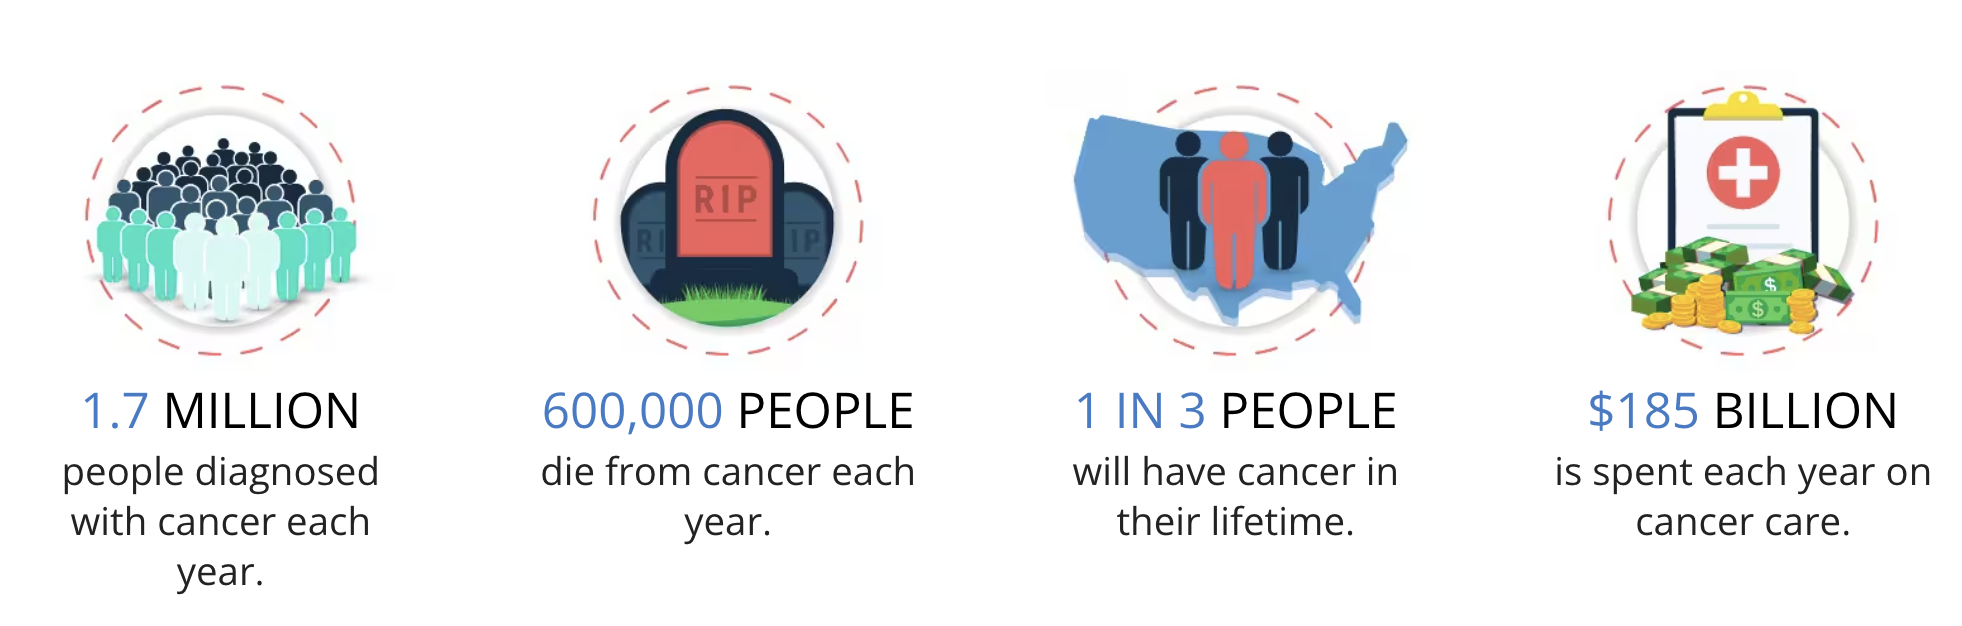 RIP
RI
IP
$
$
1.7 MILLION
people diagnosed
with cancer each
year.
600,000 PEOPLE
die from cancer each
year.
1 IN 3 PEOPLE
will have cancer in
their lifetime.
$185 BILLION
is spent each year on
cancer care.